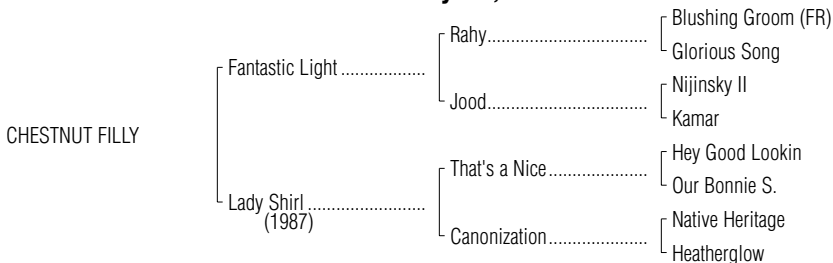 Blushing Groom (FR)
Rahy
Glorious Song
Fantastic Light
Nijinsky II
Jood
Kamar
CHESTNUT FILLY
Hey Good Lookin
That's a Nice
Our Bonnie S.
Lady Shirl
(1987)
Native Heritage
Canonization
Heatherglow